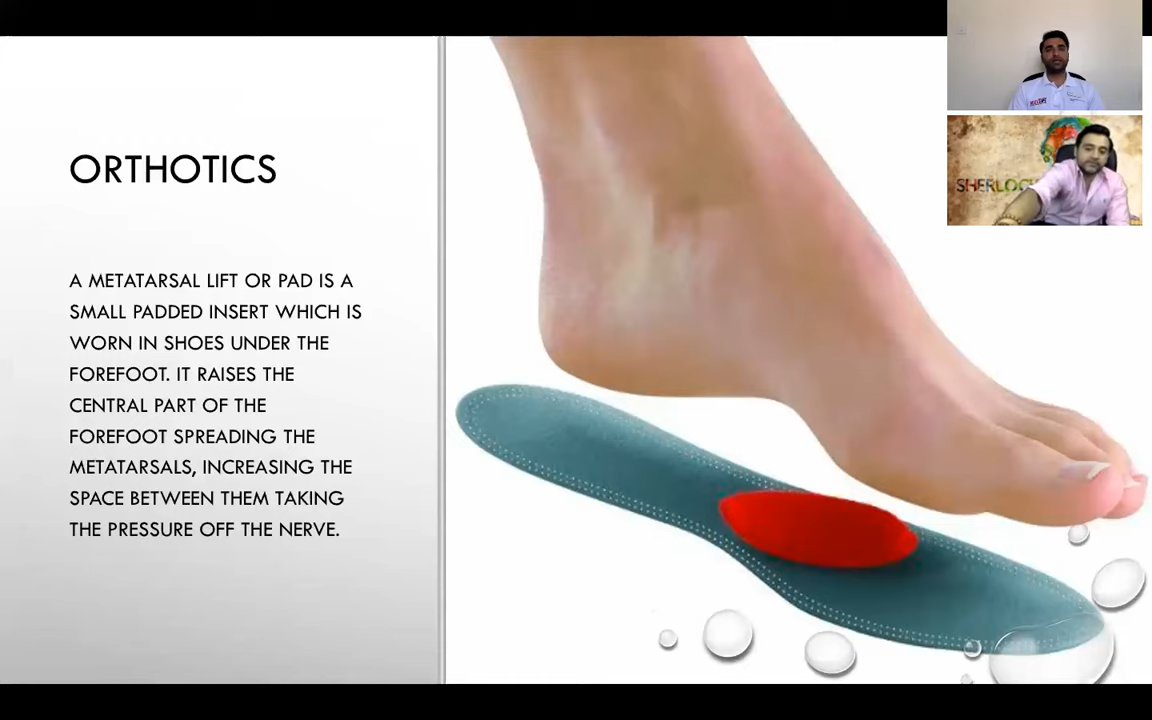 ORTHOTICS
A METATARSAL LIFT OR PAD IS A
SMALL PADDED INSERT WHICH IS
WORN IN SHOES UNDER THE
FOREFOOT. IT RAISES THE
CENTRAL PART OF THE
FOREFOOT SPREADING THE
METATARSALS, INCREASING THE
SPACE BETWEEN THEM TAKING
THE PRESSURE OFF THE NERVE.